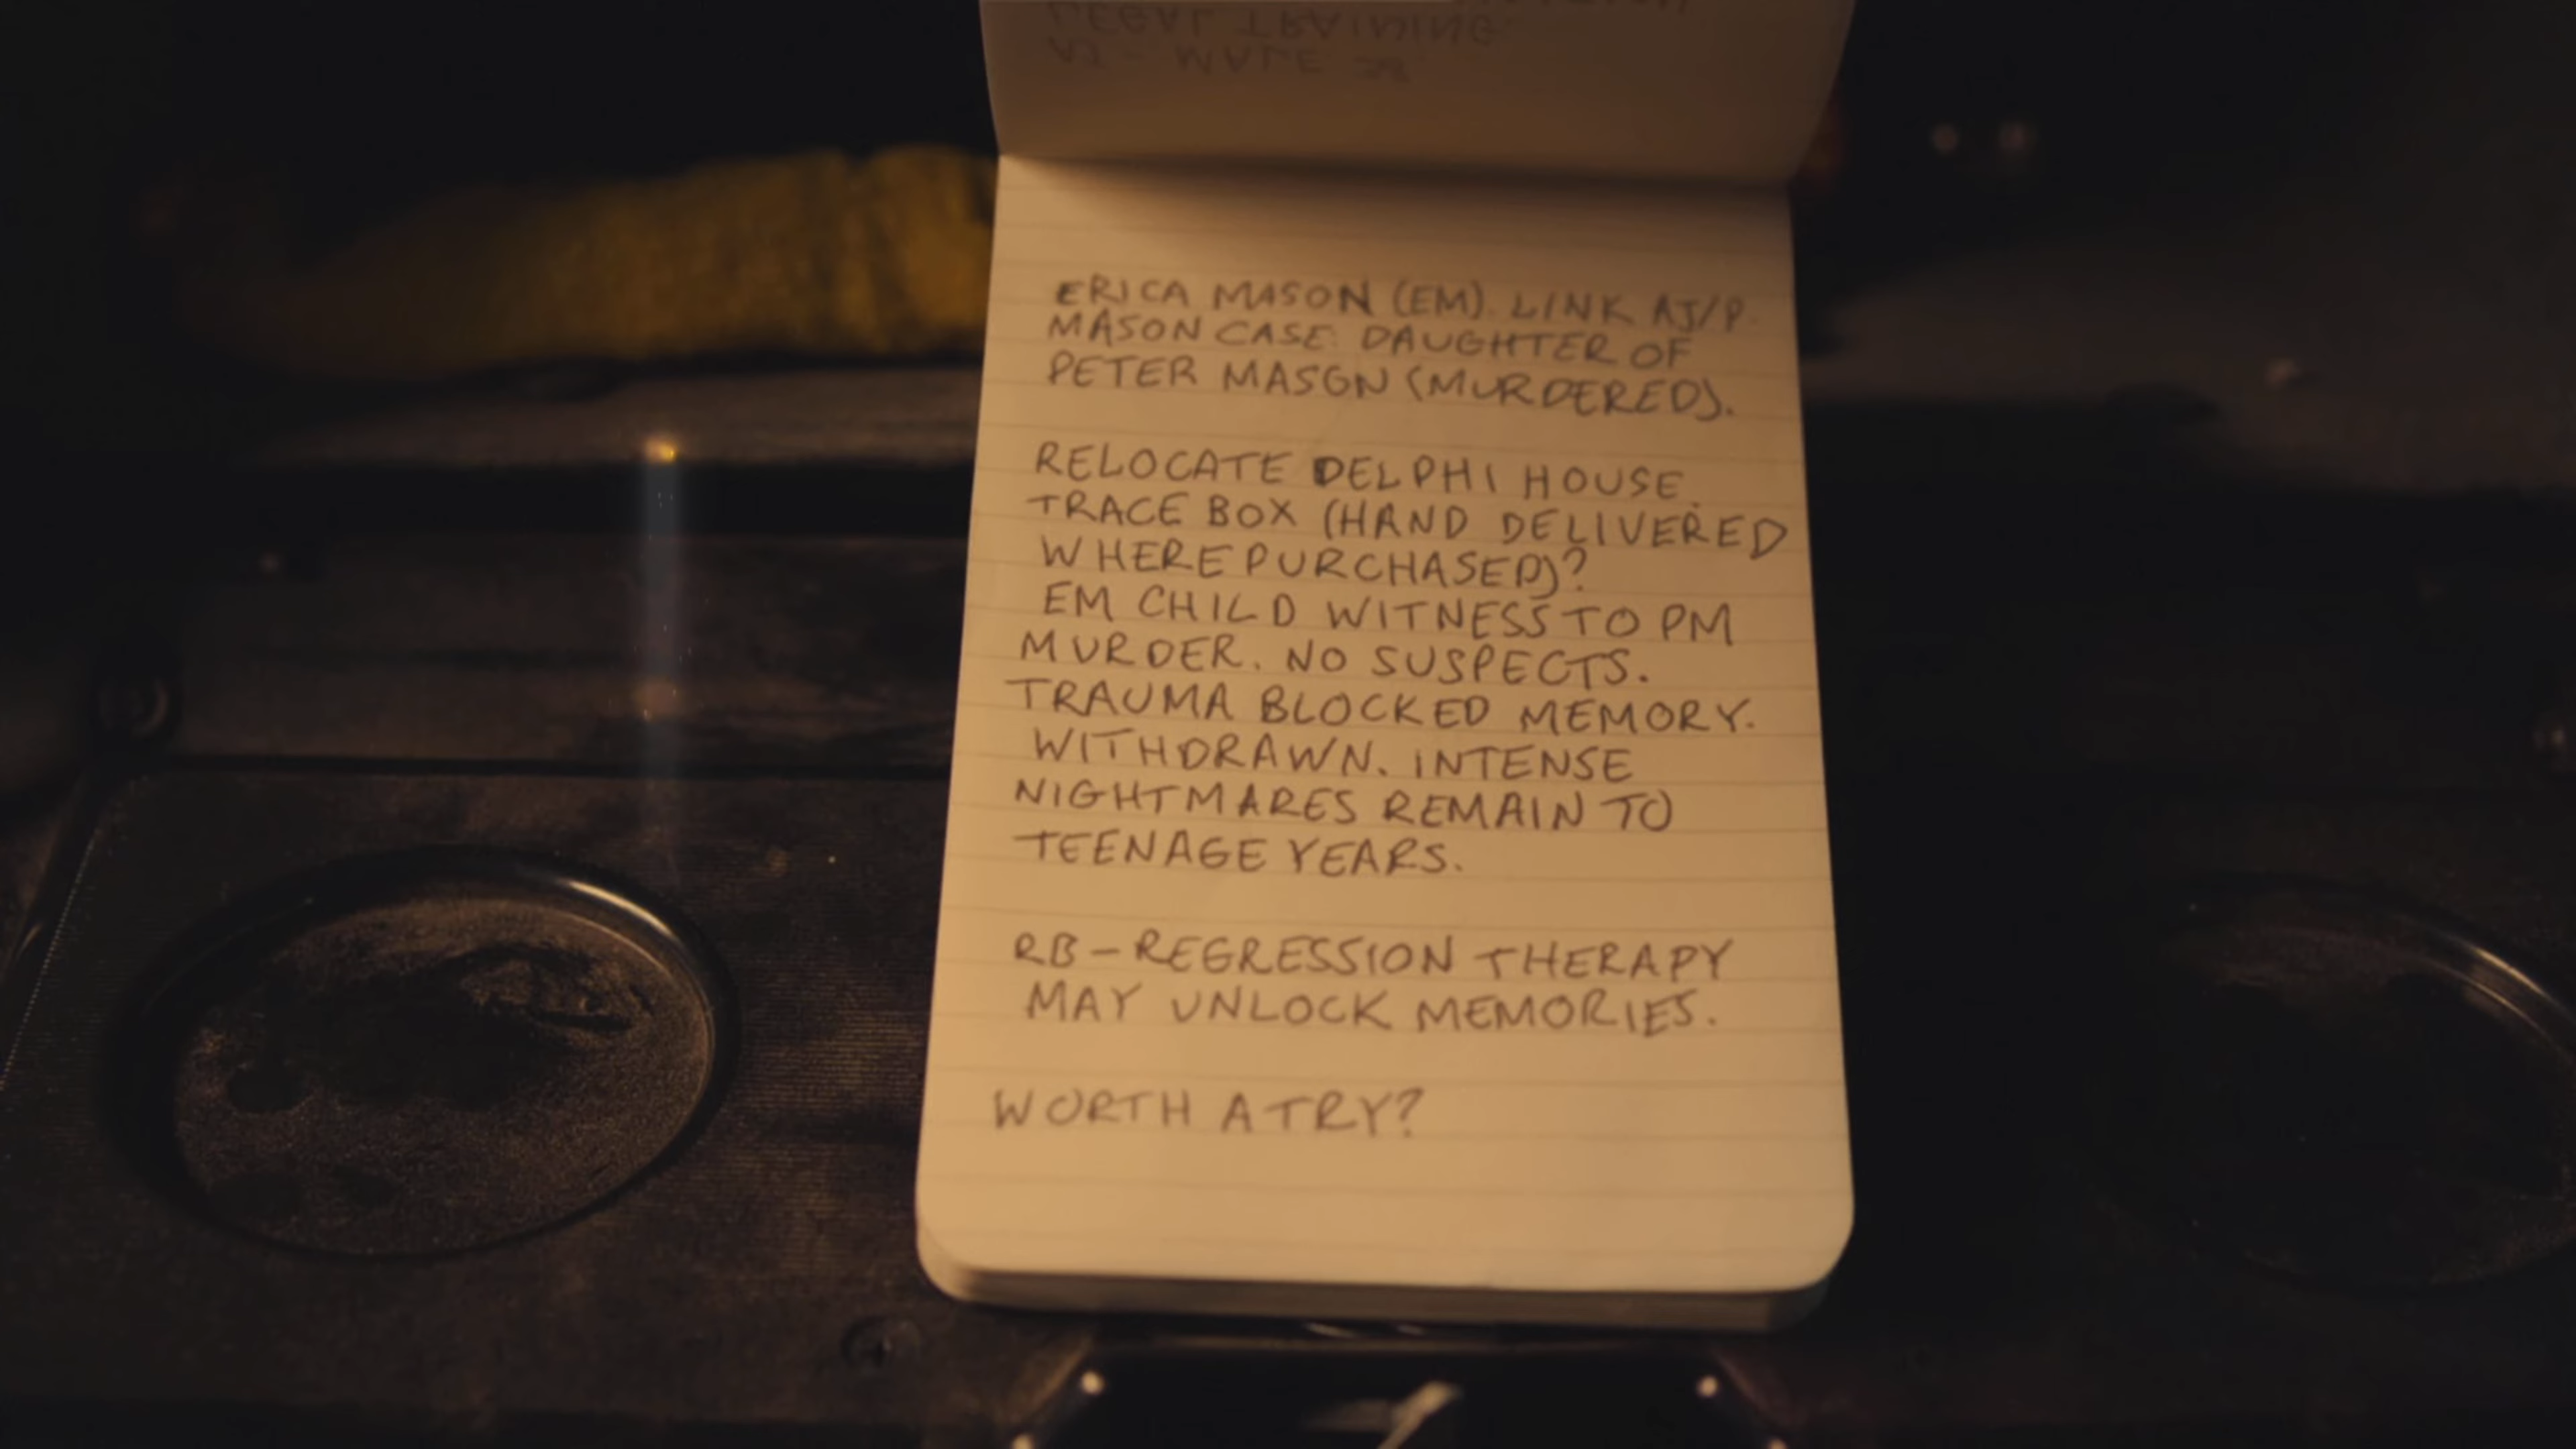 ERICA MASON (EM). LINK AJ/P.
MASON CASE. DAUGHTER OF
PETER MASON (MURDERED).
RELOCATE DELPHI HOUSE.
TRACE BOX (HAND DELIVERED
WHERE PURCHASED)?
EM CHILD WITNESS TO PM
MURDER. NO SUSPECTS.
TRAUMA BLOCKED MEMORY.
WITHDRAWN. INTENSE
NIGHTMARES REMAIN TO
TEENAGE YEARS.
RB - REGRESSION THERAPY
MAY UNLOCK MEMORIES.
WORTH A TRY?